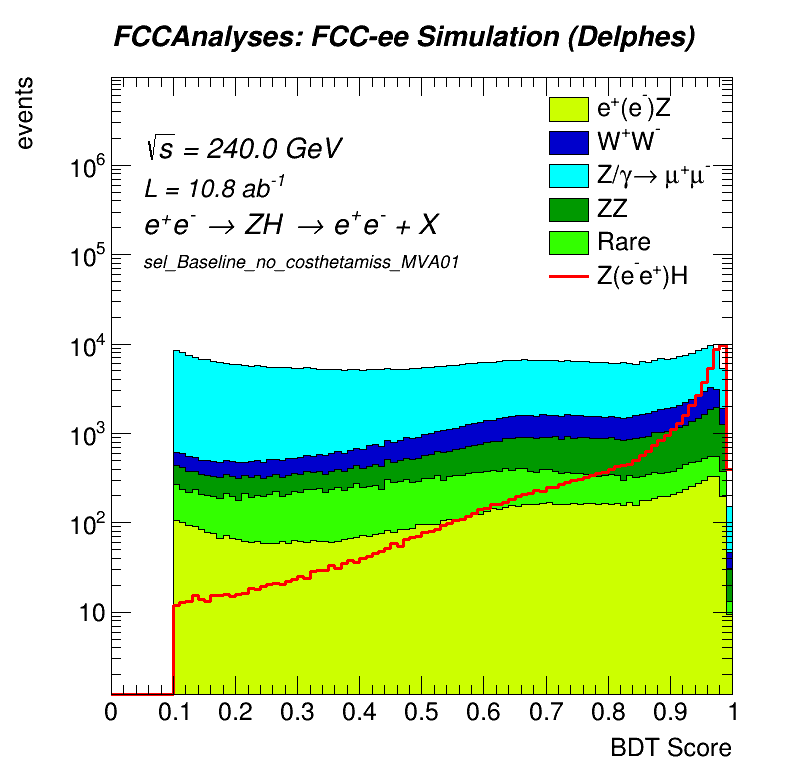 FCCAnalyses: FCC-ee Simulation (Delphes)
events
√s = 240.0 GeV
L = 10.8 ab⁻¹
e⁺e⁻ → ZH → e⁺e⁻ + X
sel_Baseline_no_costhetamiss_MVA01
e⁺(e⁻)Z
W⁺W⁻
Z/γ→ μ⁺μ⁻
ZZ
Rare
Z(e⁻e⁺)H
10⁶
10⁵
10⁴
10³
10²
10
0 0.1 0.2 0.3 0.4 0.5 0.6 0.7 0.8 0.9 1
BDT Score